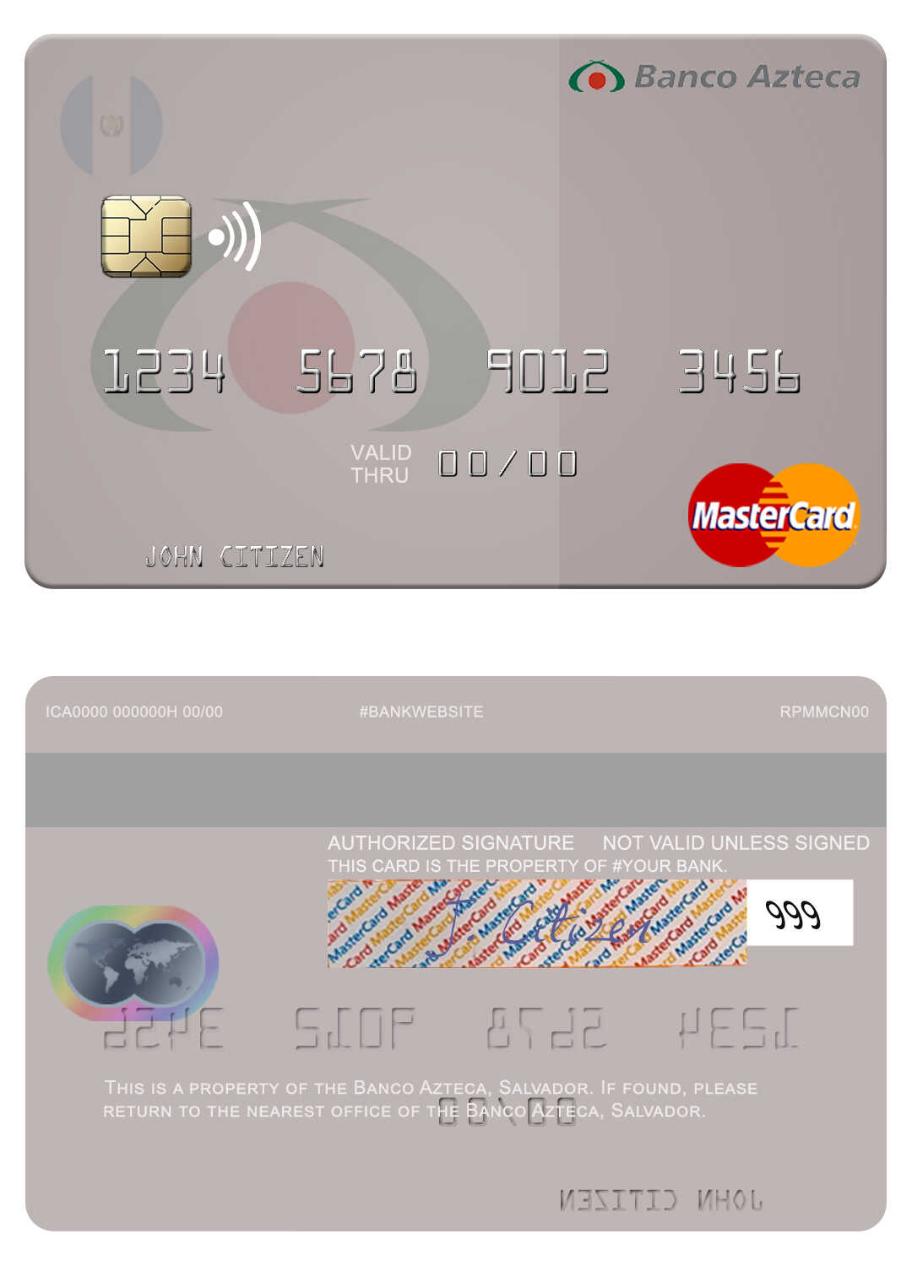 Banco Azteca
1234 5678 9012 3456
VALID
THRU 00/00
MasterCard
JOHN CITIZEN
ICA0000 000000H 00/00 #BANKWEBSITE RPMMCN00
AUTHORIZED SIGNATURE NOT VALID UNLESS SIGNED
THIS CARD IS THE PROPERTY OF #YOUR BANK.
J. Citizen 999
THIS IS A PROPERTY OF THE BANCO AZTECA, SALVADOR. IF FOUND, PLEASE
RETURN TO THE NEAREST OFFICE OF THE BANCO AZTECA, SALVADOR.